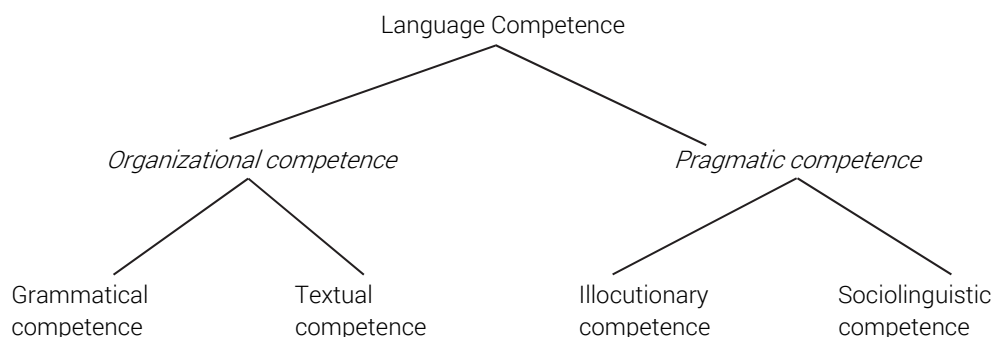 Language Competence
Organizational competence
Pragmatic competence
Grammatical
competence
Textual
competence
Illocutionary
competence
Sociolinguistic
competence